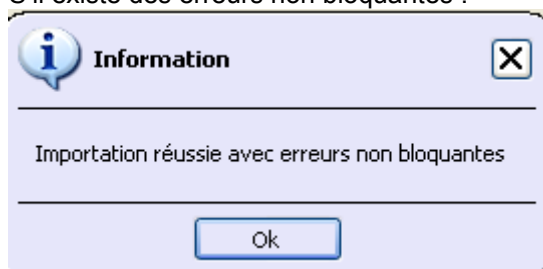 S'il existe des erreurs non bloquantes :
Information
Importation réussie avec erreurs non bloquantes
Ok